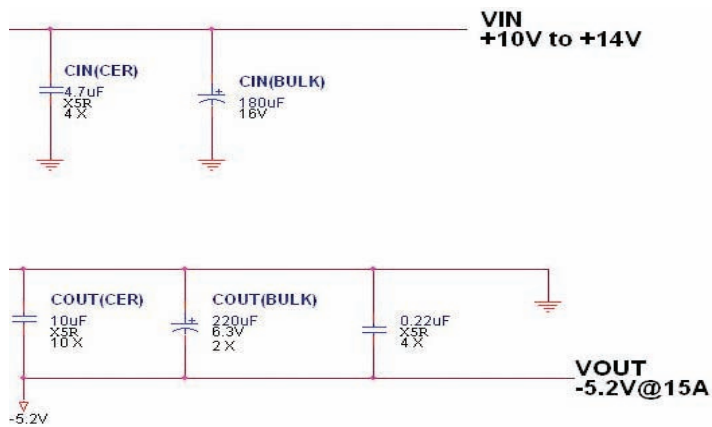 VIN
+10V to +14V
CIN(CER)
4.7uF
X5R
4 X
CIN(BULK)
180uF
16V
COUT(CER)
10uF
X5R
10 X
COUT(BULK)
220uF
6.3V
2 X
0.22uF
X5R
4 X
VOUT
-5.2V@15A
-5.2V